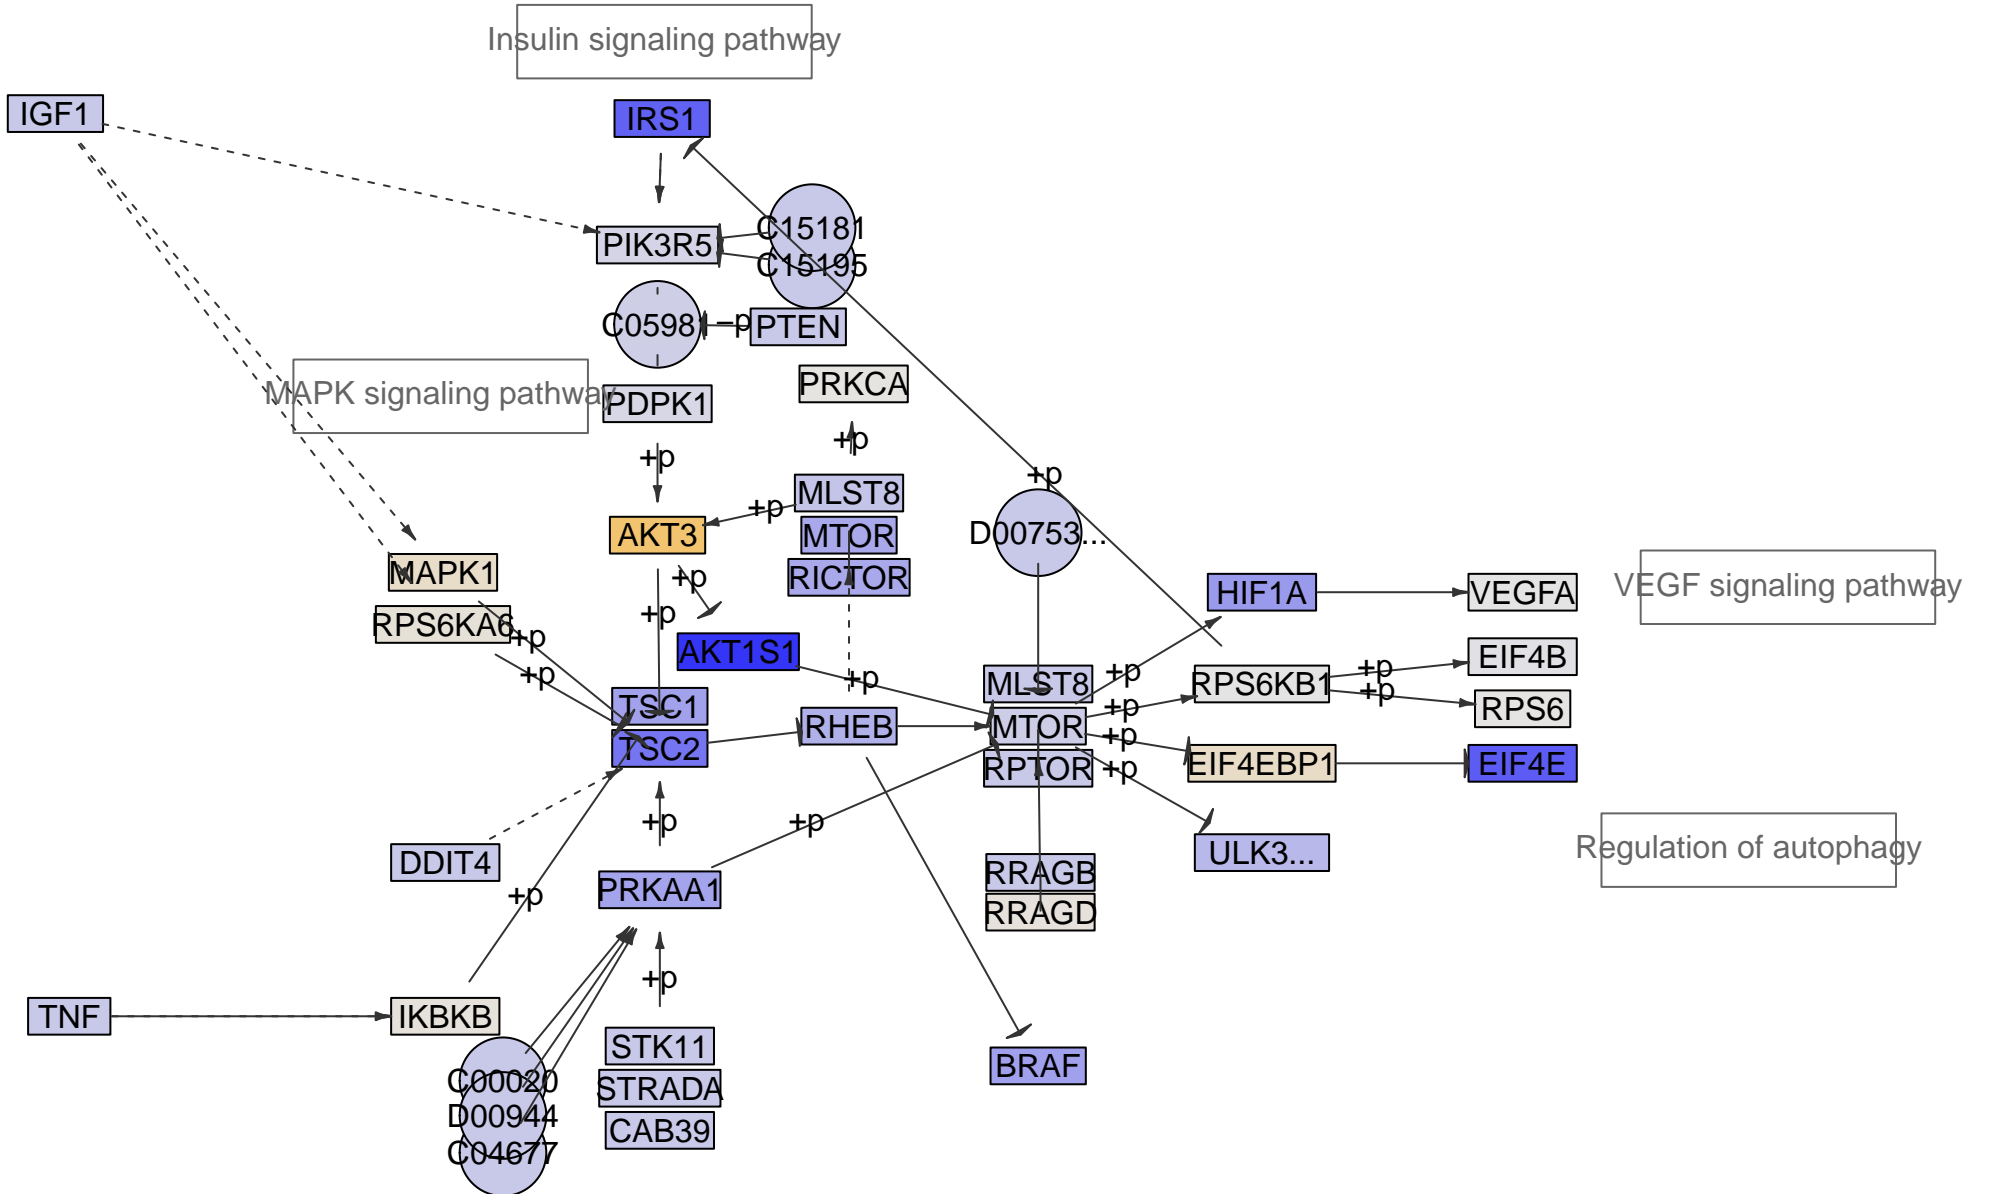 Insulin signaling pathway
IGF1
IRS1
PIK3R5
C15181
C15195
C05981
−p
PTEN
MAPK signaling pathway
PDPK1
PRKCA
+p
+p
MLST8
+p
+p
AKT3
MTOR
D00753...
MAPK1
RICTOR
+p
HIF1A
VEGFA
VEGF signaling pathway
RPS6KA6
+p
+p
AKT1S1
EIF4B
+p
+p
+p
+p
MLST8
RPS6KB1
+p
+p
TSC1
+p
RPS6
RHEB
MTOR
+p
TSC2
RPTOR
+p
EIF4EBP1
EIF4E
+p
+p
DDIT4
ULK3...
Regulation of autophagy
+p
PRKAA1
RRAGB
RRAGD
+p
TNF
IKBKB
STK11
BRAF
C00020
STRADA
D00944
CAB39
C04677